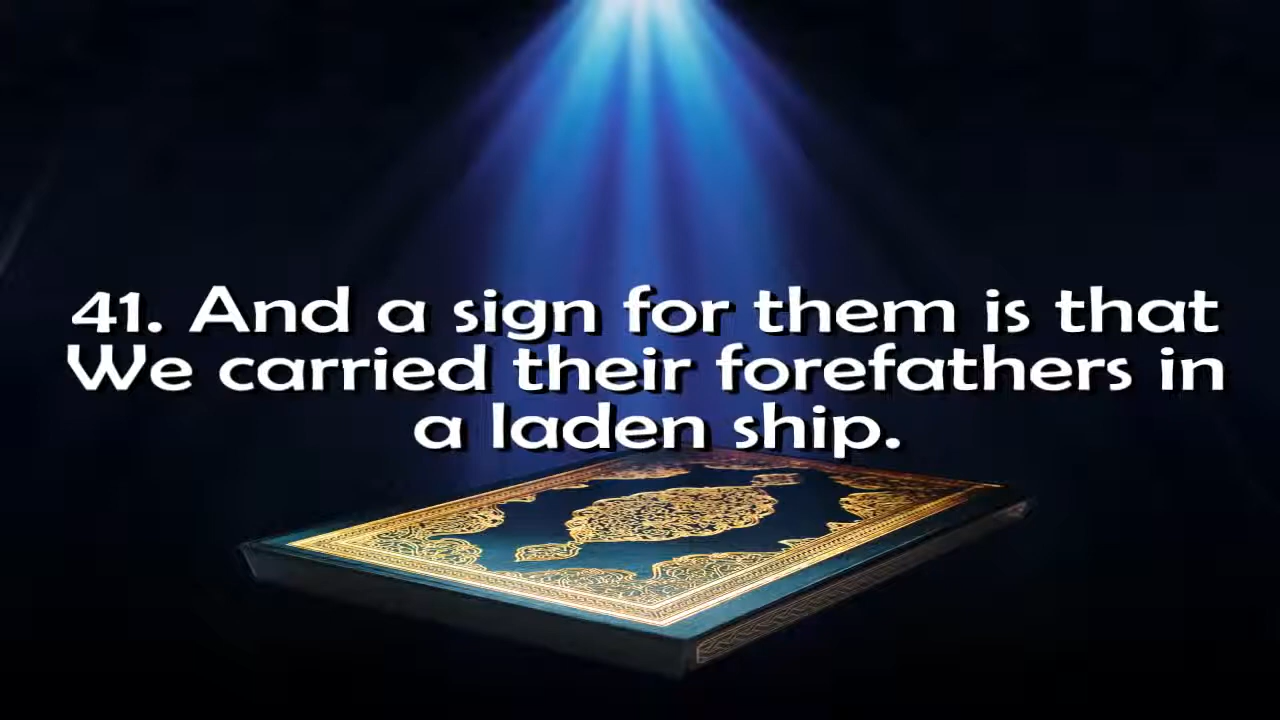 41. And a sign for them is that
We carried their forefathers in
a laden ship.